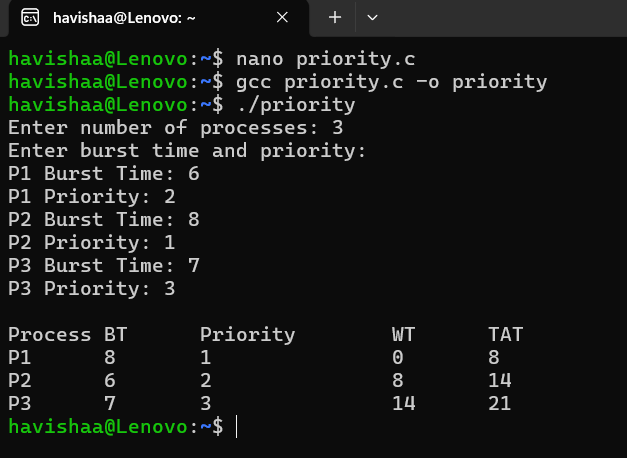 havishaa@Lenovo: ~
havishaa@Lenovo:~$ nano priority.c
havishaa@Lenovo:~$ gcc priority.c -o priority
havishaa@Lenovo:~$ ./priority
Enter number of processes: 3
Enter burst time and priority:
P1 Burst Time: 6
P1 Priority: 2
P2 Burst Time: 8
P2 Priority: 1
P3 Burst Time: 7
P3 Priority: 3
Process BT Priority WT TAT
P1 8 1 0 8
P2 6 2 8 14
P3 7 3 14 21
havishaa@Lenovo:~$